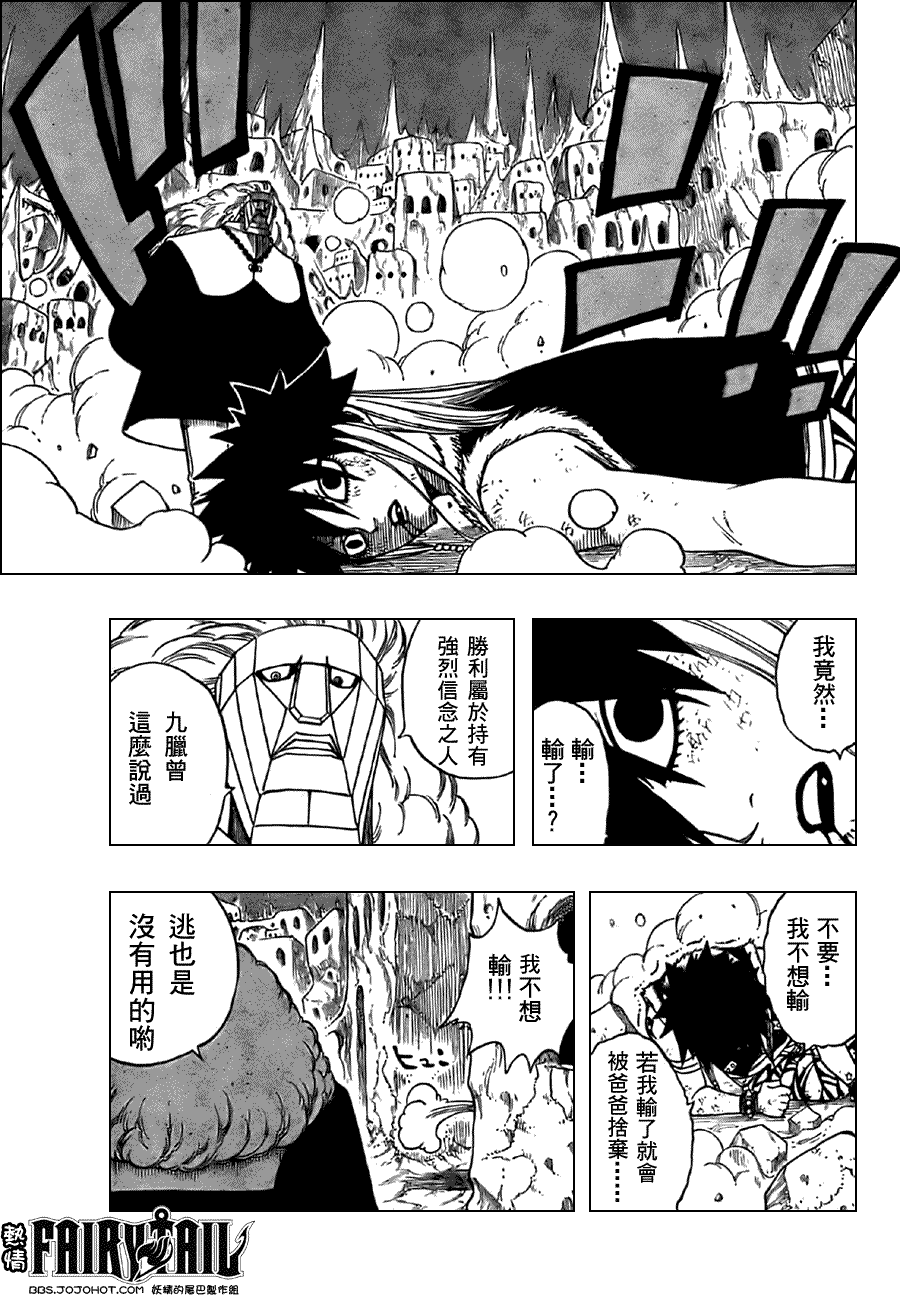 我竟然⋯
輸⋯
輸了⋯?
勝利屬於持有
強烈信念之人
九臘曾
這麼說過
不要⋯
我不想輸
若我輸了就會
被爸爸捨棄⋯⋯
我不想
輸!!!
逃也是
沒有用的喲
熱情
FAIRY TAIL
BBS.JOJOHOT.COM 妖精的尾巴製作組